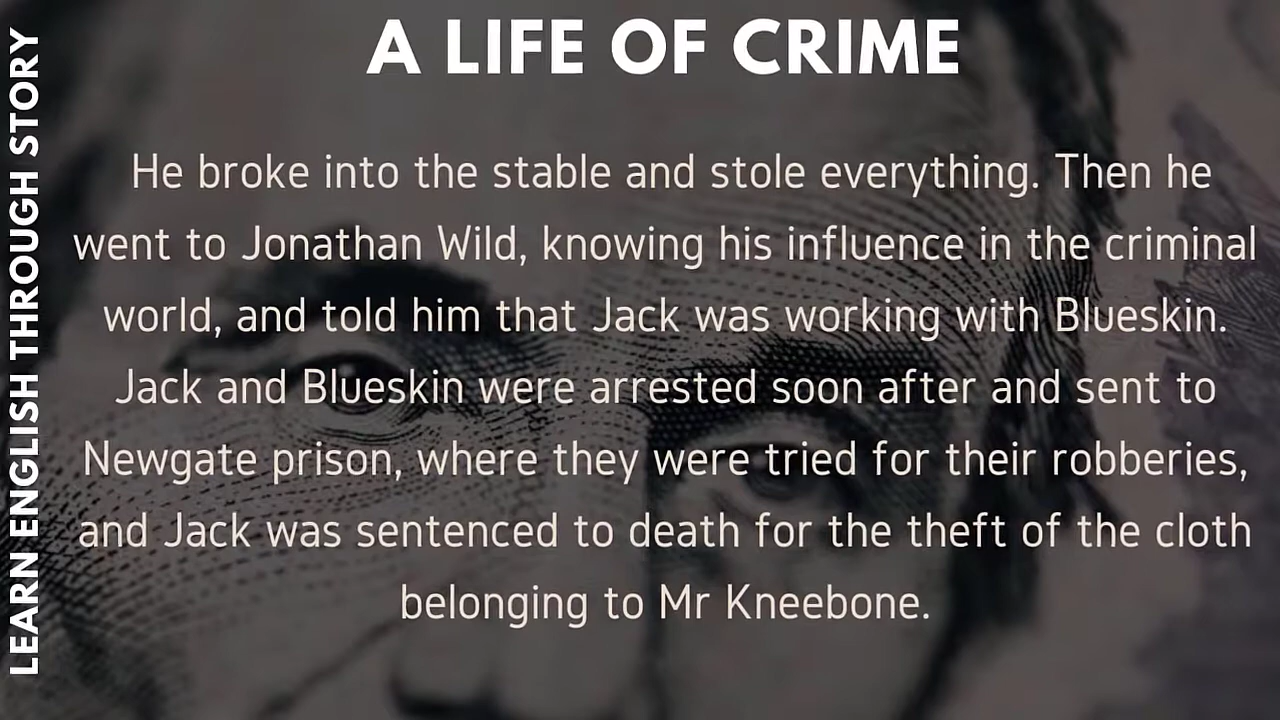 A LIFE OF CRIME
He broke into the stable and stole everything. Then he
went to Jonathan Wild, knowing his influence in the criminal
world, and told him that Jack was working with Blueskin.
Jack and Blueskin were arrested soon after and sent to
Newgate prison, where they were tried for their robberies,
and Jack was sentenced to death for the theft of the cloth
belonging to Mr Kneebone.
LEARN ENGLISH THROUGH STORY